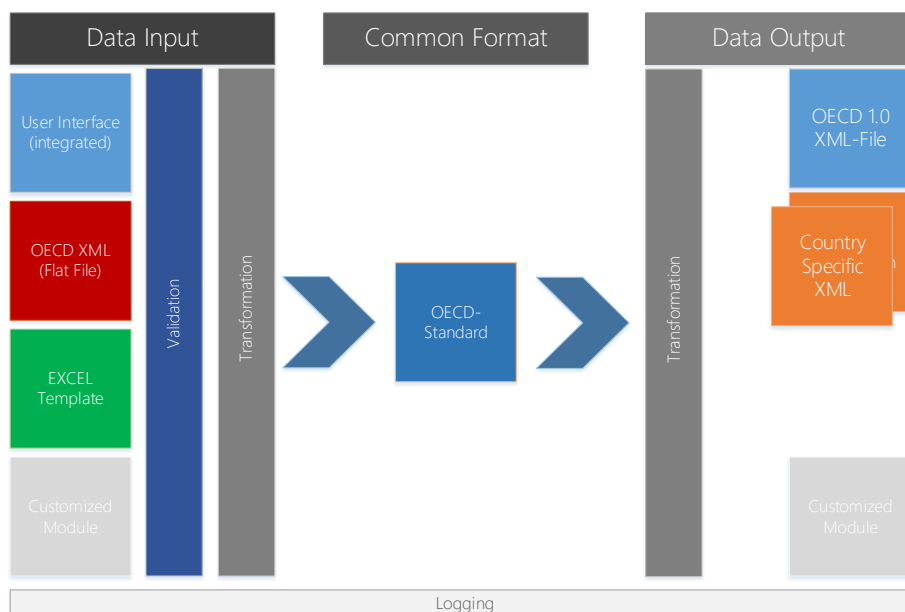 Data Input
Common Format
Data Output
User Interface
(integrated)
OECD XML
(Flat File)
EXCEL
Template
Customized
Module
Validation
Transformation
OECD-
Standard
Transformation
OECD 1.0
XML-File
Country
Specific
XML
Customized
Module
Logging